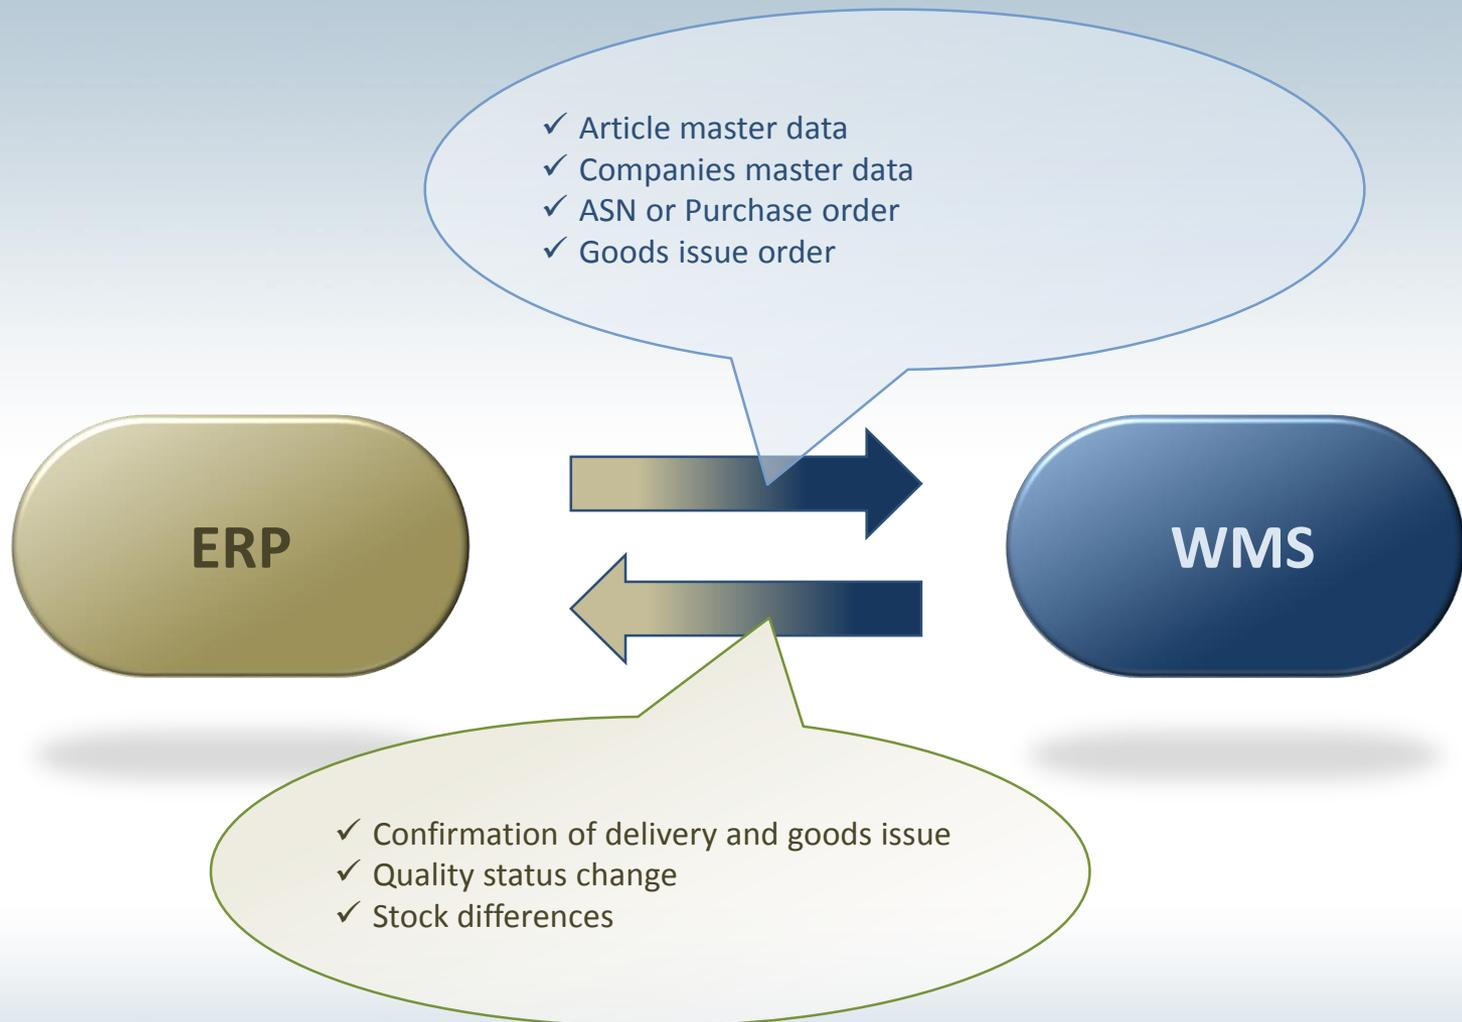 ✓ Article master data
✓ Companies master data
✓ ASN or Purchase order
✓ Goods issue order
ERP
WMS
✓ Confirmation of delivery and goods issue
✓ Quality status change
✓ Stock differences